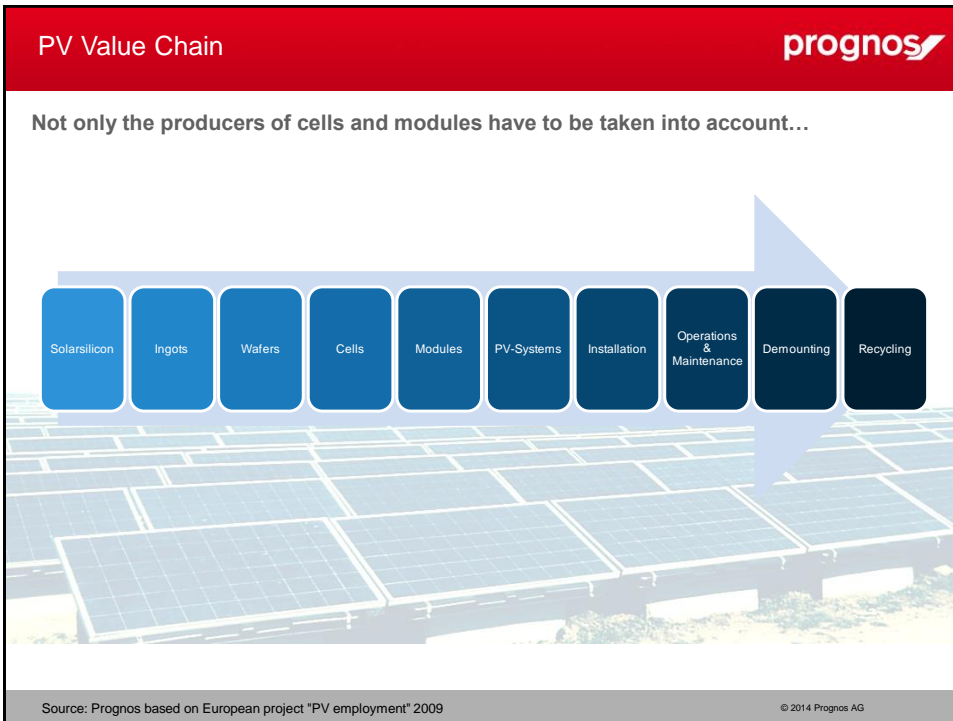 PV Value Chain
prognos
Not only the producers of cells and modules have to be taken into account…
Solarsilicon
Ingots
Wafers
Cells
Modules
PV-Systems
Installation
Operations
&
Maintenance
Demounting
Recycling
Source: Prognos based on European project "PV employment" 2009
© 2014 Prognos AG